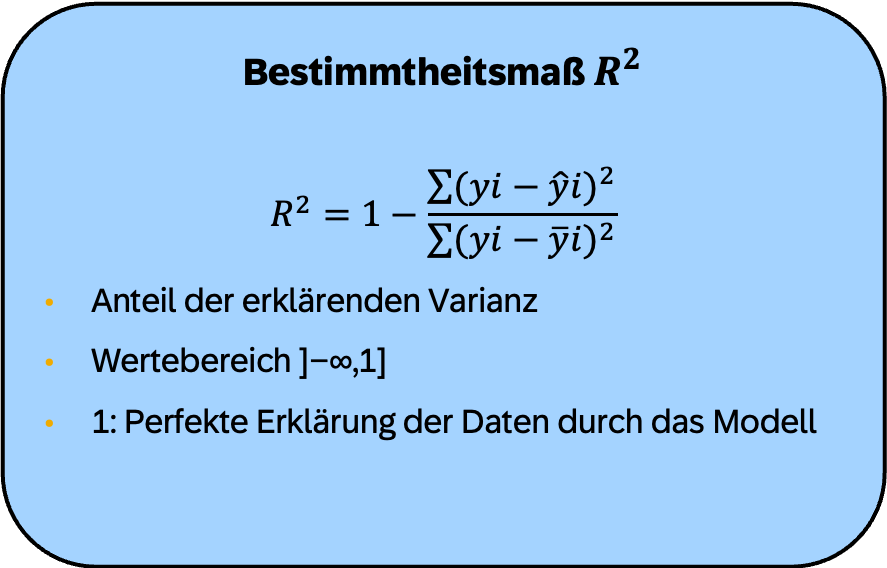 Bestimmtheitsmaß R²
R² = 1 − ∑(yi − ŷi)² / ∑(yi − ȳi)²
• Anteil der erklärenden Varianz
• Wertebereich ]−∞,1]
• 1: Perfekte Erklärung der Daten durch das Modell